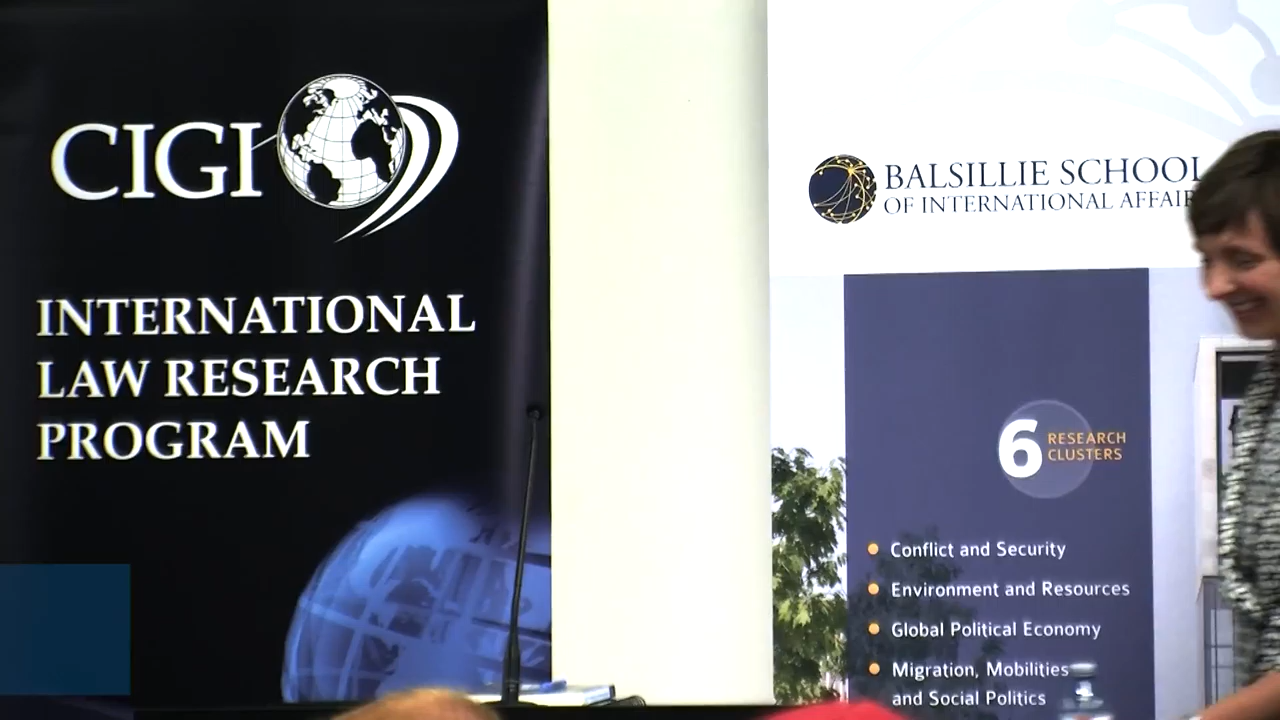 CIGI
INTERNATIONAL
LAW RESEARCH
PROGRAM
BALSILLIE SCHOOL
OF INTERNATIONAL AFFAIR
6
RESEARCH
CLUSTERS
Conflict and Security
Environment and Resources
Global Political Economy
Migration, Mobilities
and Social Politics